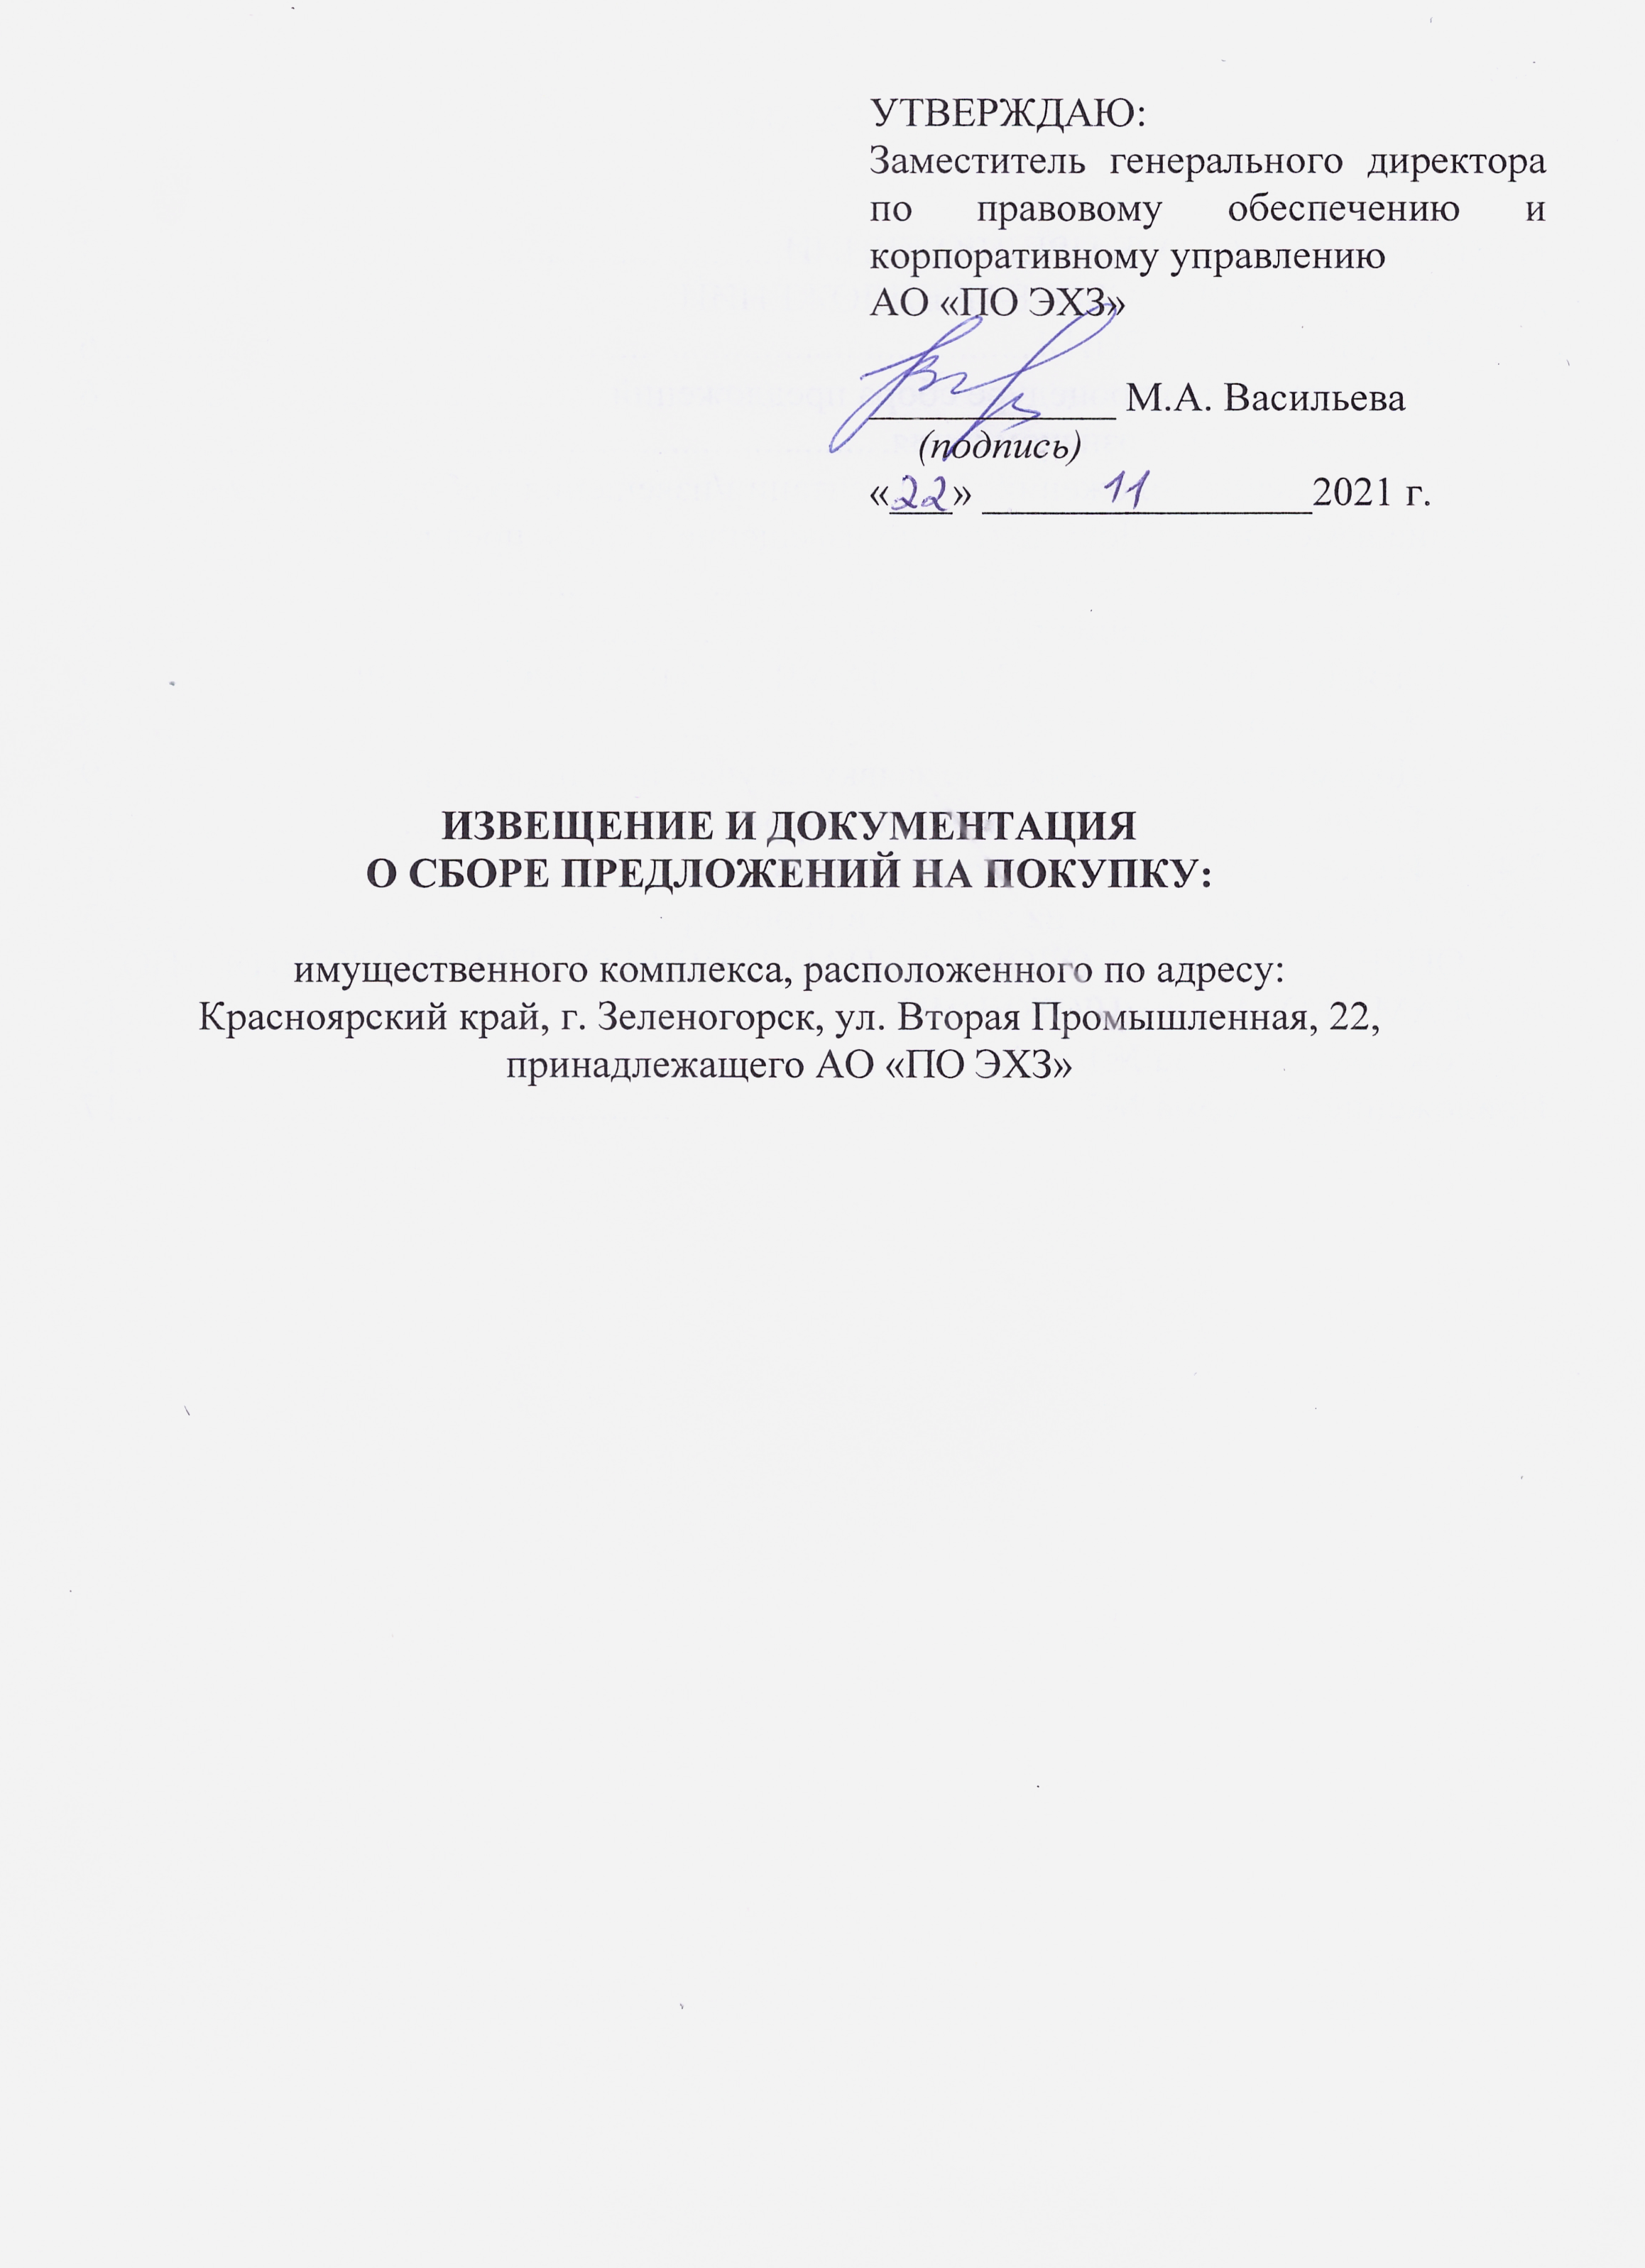 УТВЕРЖДАЮ:
Заместитель генерального директора
по правовому обеспечению и
корпоративному управлению
АО «ПО ЭХЗ»
______________ М.А. Васильева
(подпись)
«22» 11 2021 г.
ИЗВЕЩЕНИЕ И ДОКУМЕНТАЦИЯ
О СБОРЕ ПРЕДЛОЖЕНИЙ НА ПОКУПКУ:
имущественного комплекса, расположенного по адресу:
Красноярский край, г. Зеленогорск, ул. Вторая Промышленная, 22,
принадлежащего АО «ПО ЭХЗ»